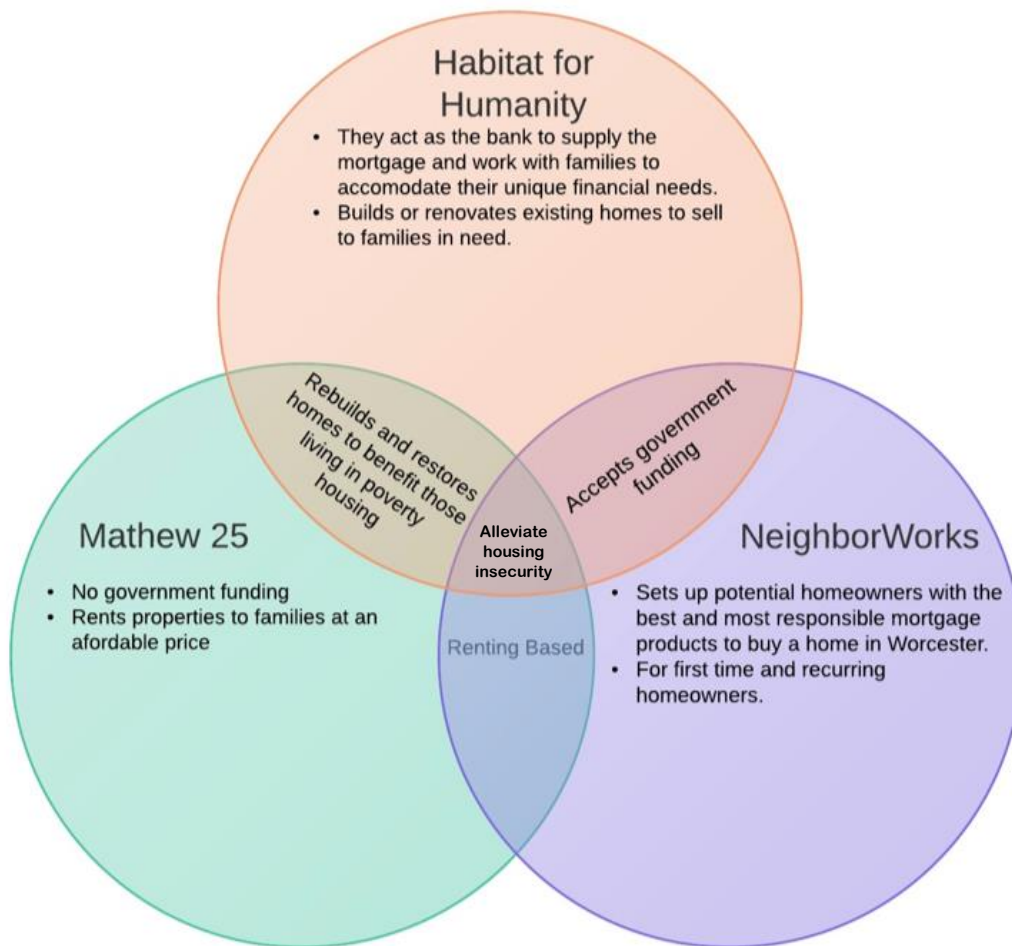 Habitat for
Humanity
• They act as the bank to supply the
mortgage and work with families to
accomodate their unique financial needs.
• Builds or renovates existing homes to sell
to families in need.
Rebuilds and restores
homes to benefit those
living in poverty
housing
Accepts government
funding
Alleviate
housing
insecurity
Mathew 25
• No government funding
• Rents properties to families at an
afordable price
Renting Based
NeighborWorks
• Sets up potential homeowners with the
best and most responsible mortgage
products to buy a home in Worcester.
• For first time and recurring
homeowners.